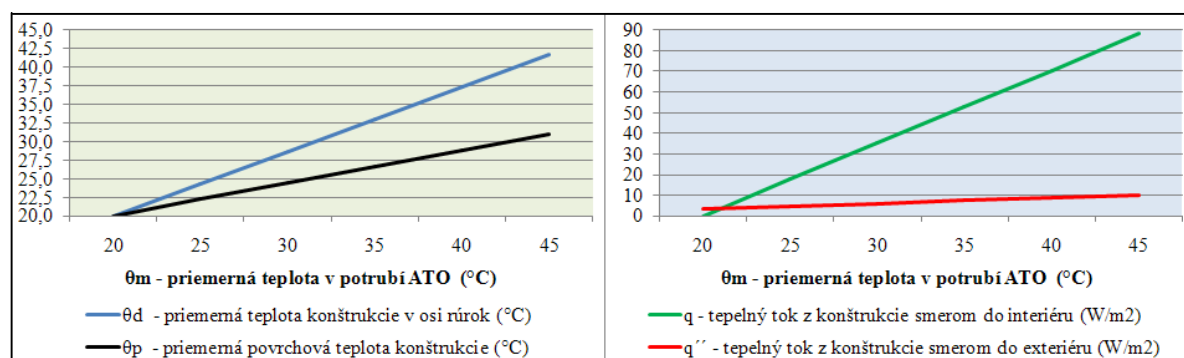 45,0
42,5
40,0
37,5
35,0
32,5
30,0
27,5
25,0
22,5
20,0
20 25 30 35 40 45
θm - priemerná teplota v potrubí ATO (°C)
θd - priemerná teplota konštrukcie v osi rúrok (°C)
θp - priemerná povrchová teplota konštrukcie (°C)
90
80
70
60
50
40
30
20
10
0
20 25 30 35 40 45
θm - priemerná teplota v potrubí ATO (°C)
q - tepelný tok z konštrukcie smerom do interiéru (W/m2)
q´´ - tepelný tok z konštrukcie smerom do exteriéru (W/m2)